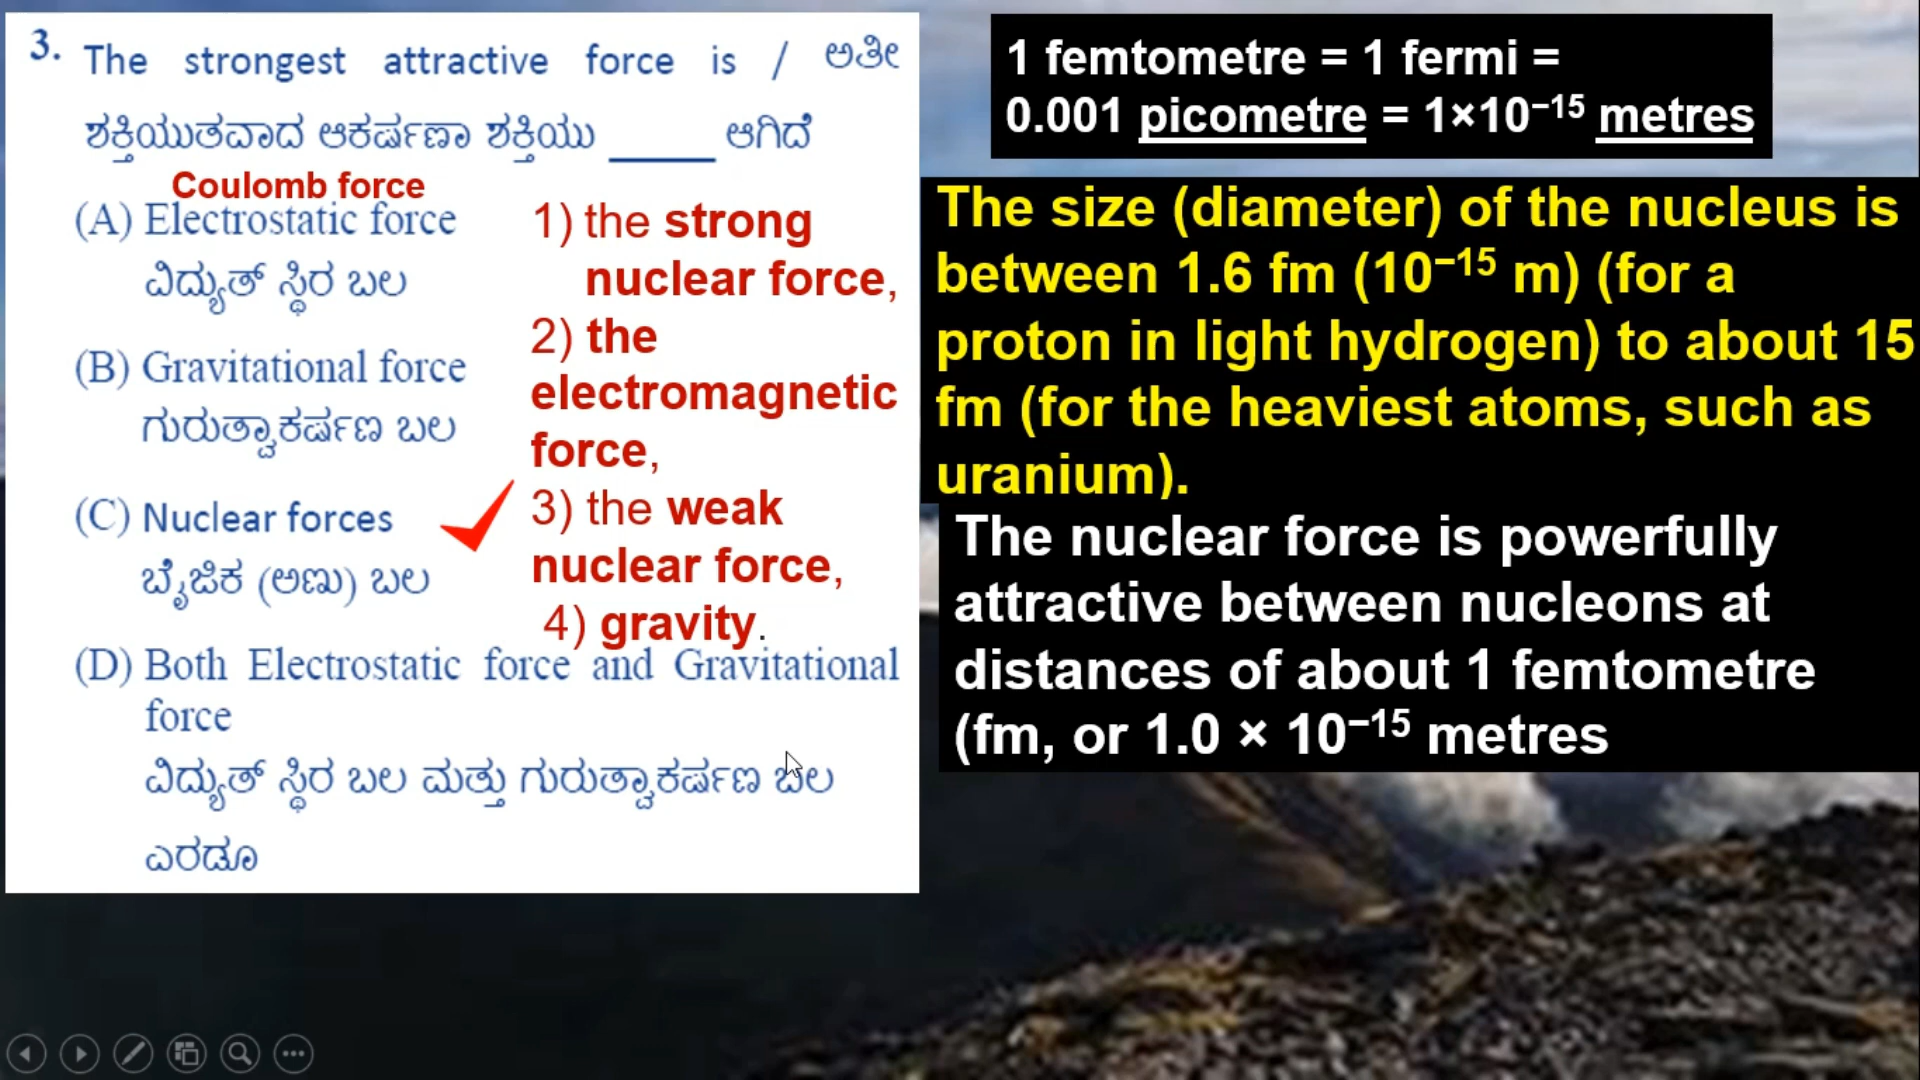 3. The strongest attractive force is / ಅತೀ
ಶಕ್ತಿಯುತವಾದ ಆಕರ್ಷಣಾ ಶಕ್ತಿಯು _____ ಆಗಿದೆ
Coulomb force
(A) Electrostatic force
ವಿದ್ಯುತ್ ಸ್ಥಿರ ಬಲ
(B) Gravitational force
ಗುರುತ್ವಾಕರ್ಷಣ ಬಲ
(C) Nuclear forces
ಬೈಜಿಕ (ಅಣು) ಬಲ
(D) Both Electrostatic force and Gravitational
force
ವಿದ್ಯುತ್ ಸ್ಥಿರ ಬಲ ಮತ್ತು ಗುರುತ್ವಾಕರ್ಷಣ ಬಲ
ಎರಡೂ
1) the strong
nuclear force,
2) the
electromagnetic
force,
3) the weak
nuclear force,
4) gravity.
1 femtometre = 1 fermi =
0.001 picometre = 1×10⁻¹⁵ metres
The size (diameter) of the nucleus is
between 1.6 fm (10⁻¹⁵ m) (for a
proton in light hydrogen) to about 15
fm (for the heaviest atoms, such as
uranium).
The nuclear force is powerfully
attractive between nucleons at
distances of about 1 femtometre
(fm, or 1.0 × 10⁻¹⁵ metres